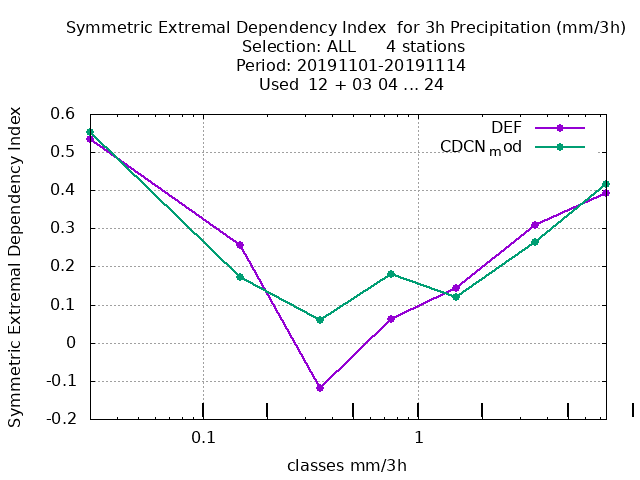 Symmetric Extremal Dependency Index  for 3h Precipitation (mm/3h)
Selection: ALL      4 stations
Period: 20191101-20191114
Used  12 + 03 04 ... 24
Symmetric Extremal Dependency Index
0.6
0.5
0.4
0.3
0.2
0.1
0
-0.1
-0.2
DEF
CDCNmod
0.1
1
classes mm/3h